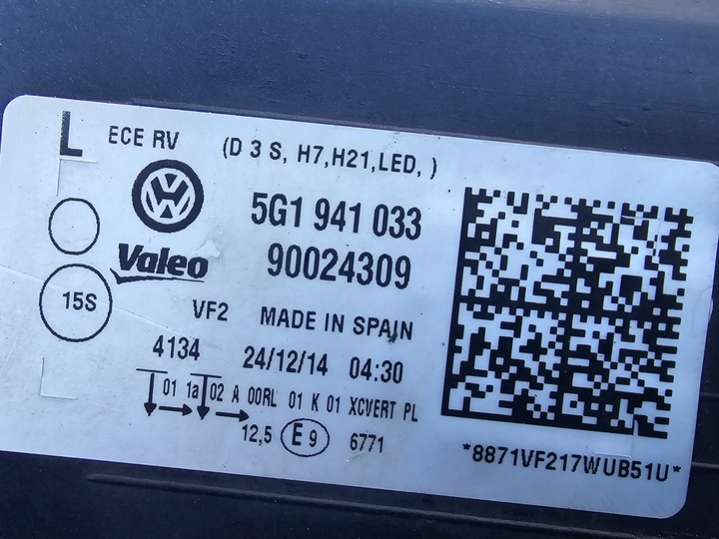 L ECE RV (D 3 S, H7,H21,LED, )
VW
5G1 941 033
Valeo 90024309
15S
VF2 MADE IN SPAIN
4134 24/12/14 04:30
01 1a 02 A 00RL 01 K 01 XCVERT PL
12,5 E9 6771
*8871VF217WUB51U*